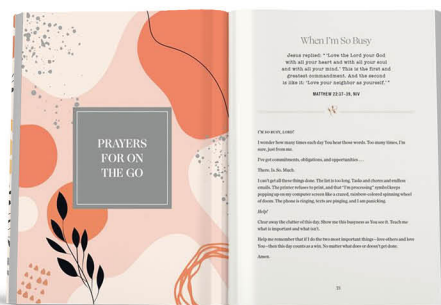 PRAYERS
FOR ON
THE GO
When I'm So Busy
Jesus replied: "'Love the Lord your God
with all your heart and with all your soul
and with all your mind.' This is the first and
greatest commandment. And the second
is like it: 'Love your neighbor as yourself.'"
MATTHEW 22:37–39, NIV
I'M SO BUSY, LORD!
I wonder how many times each day You hear those words. Too many times, I'm
sure, just from me.
I've got commitments, obligations, and opportunities . . .
There. Is. So. Much.
I can't get all these things done. The list is too long. Tasks and chores and endless
emails. The printer refuses to print, and that "I'm processing" symbol keeps
popping up on my computer screen like a crazed, rainbow-colored spinning wheel
of doom. The phone is ringing, texts are pinging, and I am panicking.
Help!
Clear away the clutter of this day. Show me this busyness as You see it. Teach me
what is important and what isn't.
Help me remember that if I do the two most important things—love others and love
You—then this day counts as a win. No matter what does or doesn't get done.
Amen.